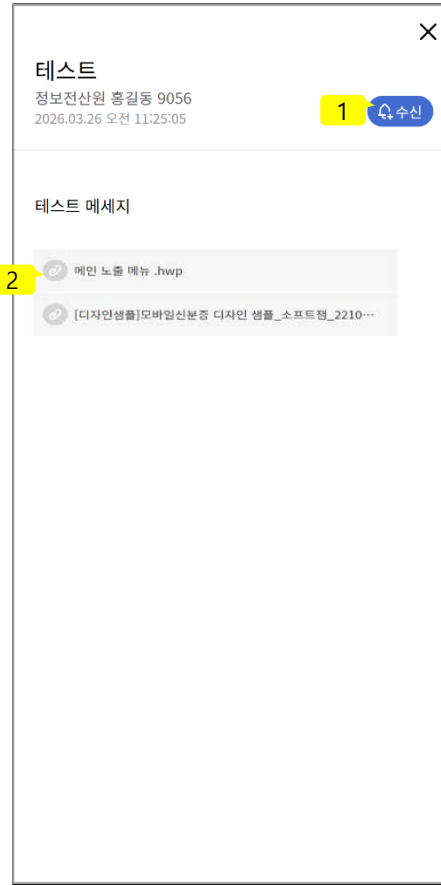 테스트
정보전산원 홍길동 9056
2026.03.26 오전 11:25:05
1
수신
테스트 메세지
2
메인 노출 메뉴 .hwp
[디자인샘플]모바일신분증 디자인 샘플_소프트잼_2210···